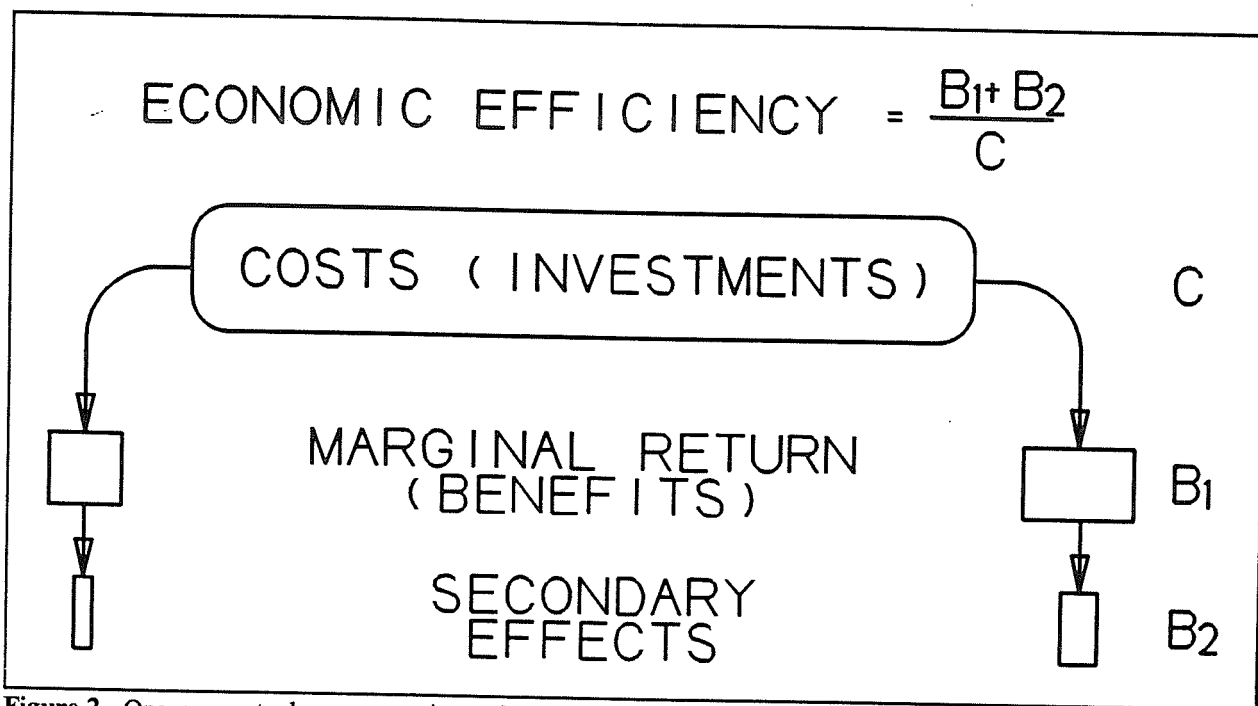 ECONOMIC EFFICIENCY = B1+ B2
C
COSTS (INVESTMENTS) C
MARGINAL RETURN
(BENEFITS) B1
SECONDARY
EFFECTS B2
Figure 2